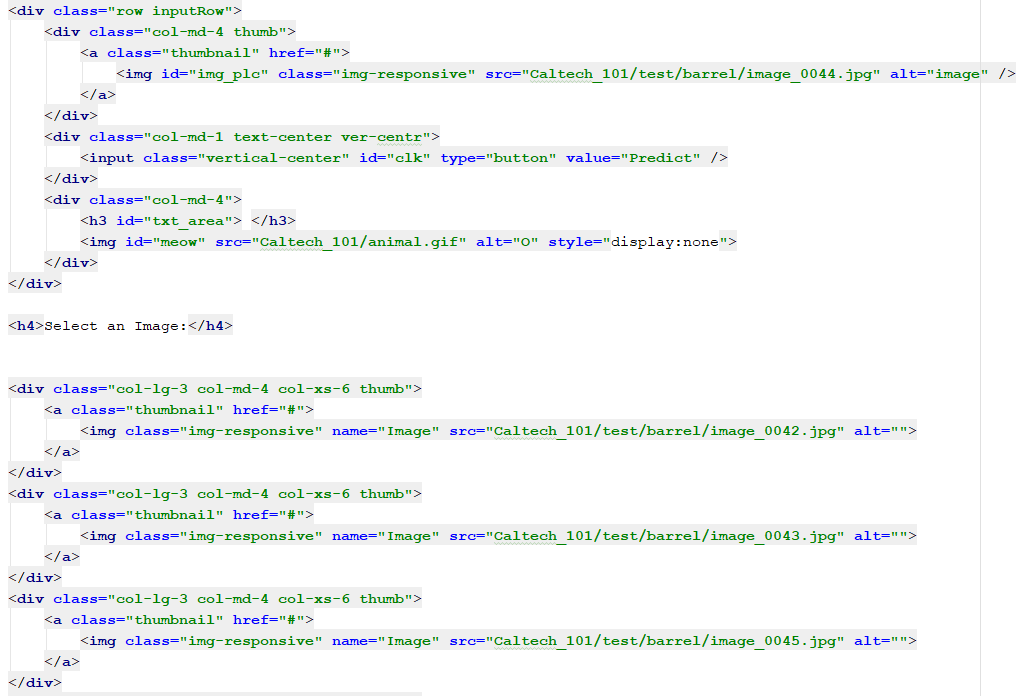 <div class="row inputRow">
<div class="col-md-4 thumb">
<a class="thumbnail" href="#">
<img id="img_plc" class="img-responsive" src="Caltech_101/test/barrel/image_0044.jpg" alt="image" />
</a>
</div>
<div class="col-md-1 text-center ver-centr">
<input class="vertical-center" id="clk" type="button" value="Predict" />
</div>
<div class="col-md-4">
<h3 id="txt_area"> </h3>
<img id="meow" src="Caltech_101/animal.gif" alt="O" style="display:none">
</div>
</div>
<h4>Select an Image:</h4>
<div class="col-lg-3 col-md-4 col-xs-6 thumb">
<a class="thumbnail" href="#">
<img class="img-responsive" name="Image" src="Caltech_101/test/barrel/image_0042.jpg" alt="">
</a>
</div>
<div class="col-lg-3 col-md-4 col-xs-6 thumb">
<a class="thumbnail" href="#">
<img class="img-responsive" name="Image" src="Caltech_101/test/barrel/image_0043.jpg" alt="">
</a>
</div>
<div class="col-lg-3 col-md-4 col-xs-6 thumb">
<a class="thumbnail" href="#">
<img class="img-responsive" name="Image" src="Caltech_101/test/barrel/image_0045.jpg" alt="">
</a>
</div>